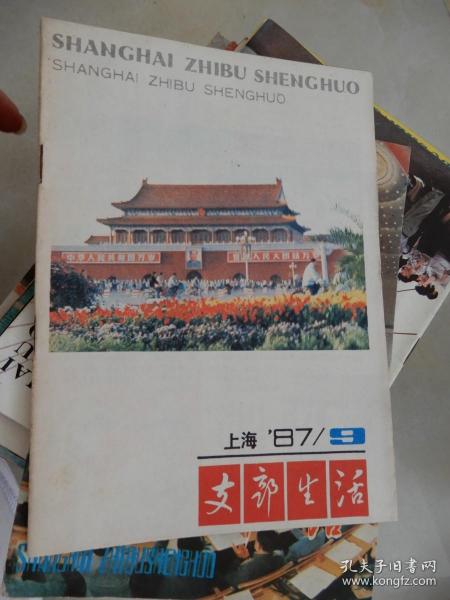 SHANGHAI ZHIBU SHENGHUO
SHANGHAI ZHIBU SHENGHUO
中华人民共和国万岁
世界人民大团结万岁
上海 '87/9
支部生活
孔夫子旧书网
www.kongfz.com